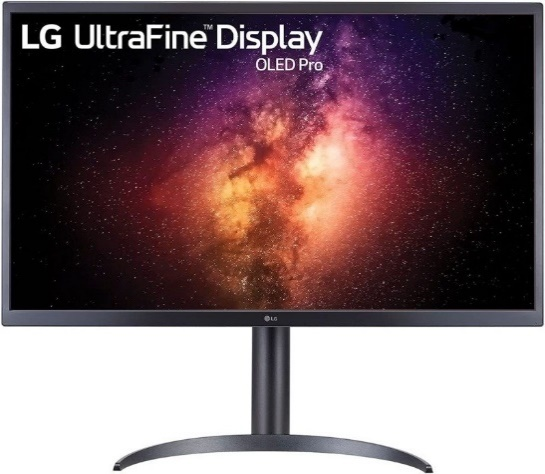 LG UltraFine™ Display
OLED Pro
LG